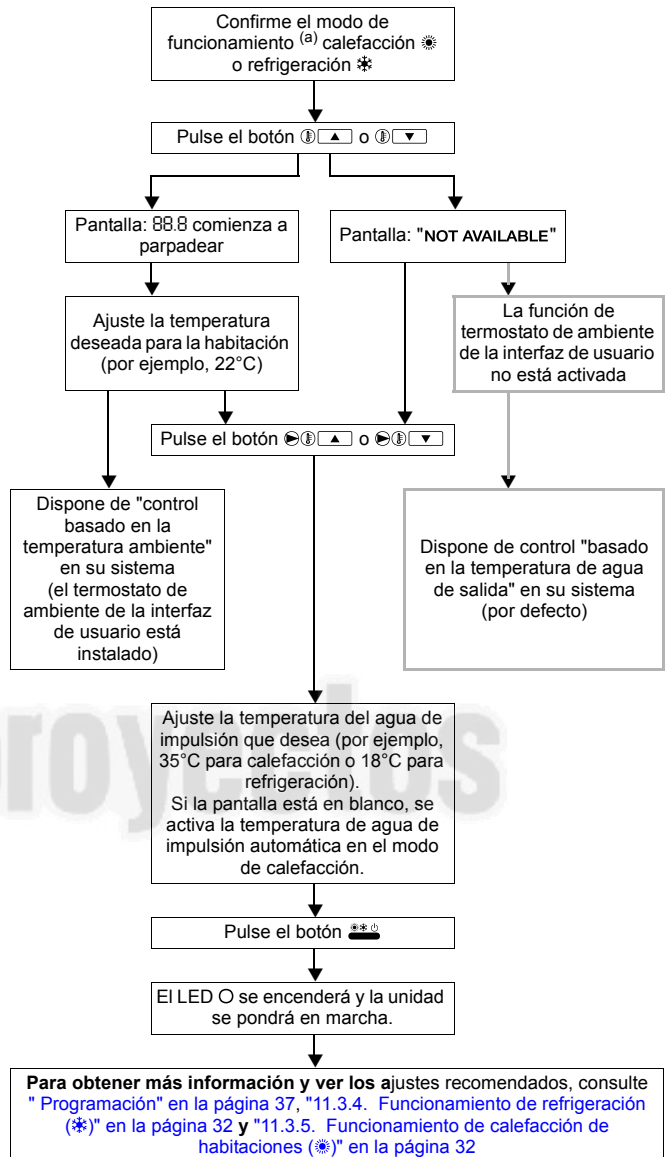 Confirme el modo de
funcionamiento (a) calefacción ☀
o refrigeración ❄
Pulse el botón ▲ o ▼
Pantalla: 88.8 comienza a
parpadear
Pantalla: "NOT AVAILABLE"
Ajuste la temperatura
deseada para la habitación
(por ejemplo, 22°C)
La función de
termostato de ambiente
de la interfaz de usuario
no está activada
Pulse el botón ▲ o ▼
Dispone de "control
basado en la
temperatura ambiente"
en su sistema
(el termostato de
ambiente de la interfaz
de usuario está
instalado)
Dispone de control "basado
en la temperatura de agua
de salida" en su sistema
(por defecto)
proyectos
Ajuste la temperatura del agua de
impulsión que desea (por ejemplo,
35°C para calefacción o 18°C para
refrigeración).
Si la pantalla está en blanco, se
activa la temperatura de agua de
impulsión automática en el modo
de calefacción.
Pulse el botón
El LED O se encenderá y la unidad
se pondrá en marcha.
Para obtener más información y ver los ajustes recomendados, consulte
" Programación" en la página 37, "11.3.4. Funcionamiento de refrigeración
(❄)" en la página 32 y "11.3.5. Funcionamiento de calefacción de
habitaciones (☀)" en la página 32